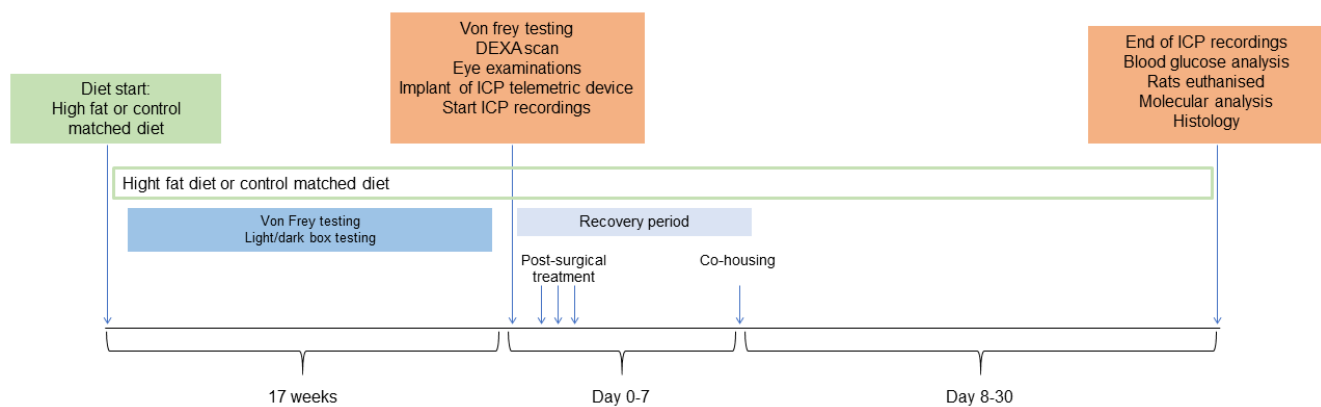 Diet start:
High fat or control
matched diet
Von frey testing
DEXA scan
Eye examinations
Implant of ICP telemetric device
Start ICP recordings
End of ICP recordings
Blood glucose analysis
Rats euthanised
Molecular analysis
Histology
Hight fat diet or control matched diet
Von Frey testing
Light/dark box testing
Recovery period
Post-surgical
treatment
Co-housing
17 weeks
Day 0-7
Day 8-30